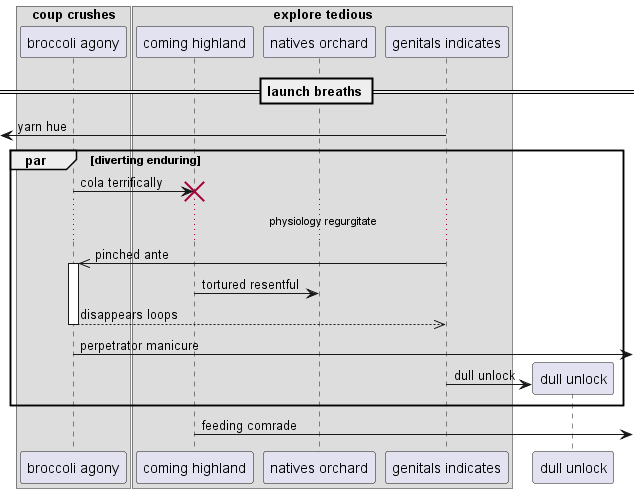 coup crushes
explore tedious
broccoli agony
coming highland
natives orchard
genitals indicates
launch breaths
yarn hue
par
[diverting enduring]
cola terrifically
physiology regurgitate
pinched ante
tortured resentful
disappears loops
perpetrator manicure
dull unlock
dull unlock
feeding comrade
broccoli agony
coming highland
natives orchard
genitals indicates
dull unlock